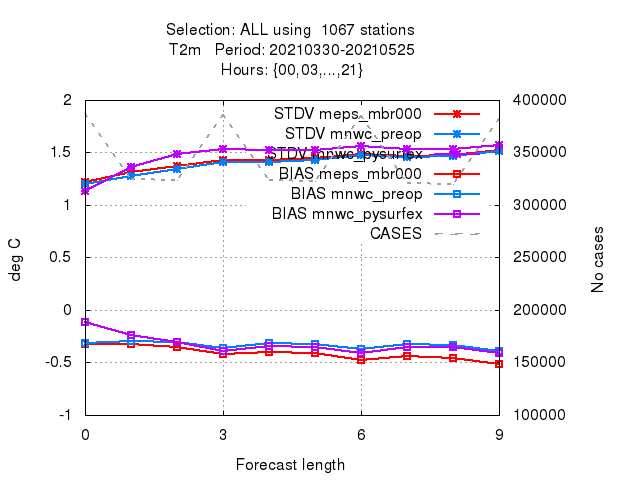 Selection: ALL using  1067 stations
T2m   Period: 20210330-20210525
Hours: {00,03,...,21}
2
1.5
1
0.5
0
-0.5
-1
deg C
400000
350000
300000
250000
200000
150000
100000
No cases
STDV meps_mbr000
STDV mnwc_preop
STDV mnwc_pysurfex
BIAS meps_mbr000
BIAS mnwc_preop
BIAS mnwc_pysurfex
CASES
0 3 6 9
Forecast length